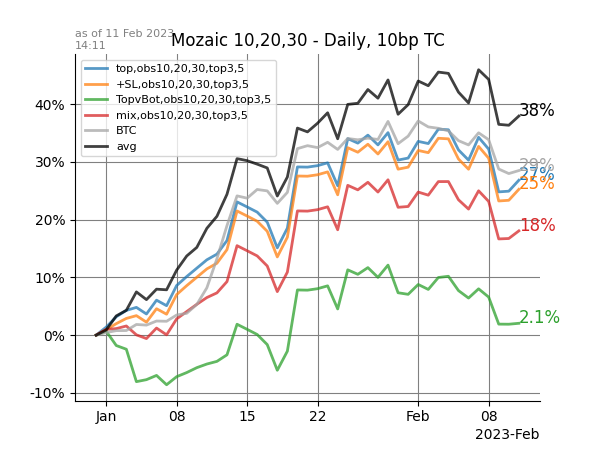 as of 11 Feb 2023
14:11
Mozaic 10,20,30 - Daily, 10bp TC
top,obs10,20,30,top3,5
+SL,obs10,20,30,top3,5
TopvBot,obs10,20,30,top3,5
mix,obs10,20,30,top3,5
BTC
avg
40%
30%
20%
10%
0%
-10%
38%
29%
27%
25%
18%
2.1%
Jan
08
15
22
Feb
08
2023-Feb